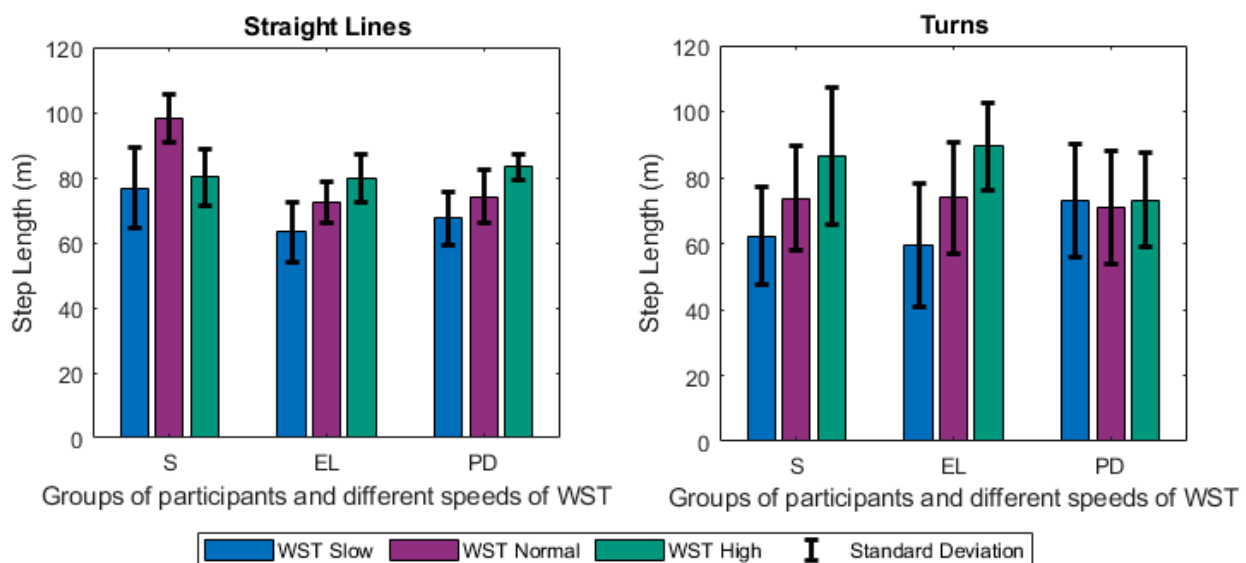 Straight Lines
120
100
80
60
40
20
0
Step Length (m)
S EL PD
Groups of participants and different speeds of WST
Turns
120
100
80
60
40
20
0
Step Length (m)
S EL PD
Groups of participants and different speeds of WST
WST Slow WST Normal WST High Standard Deviation